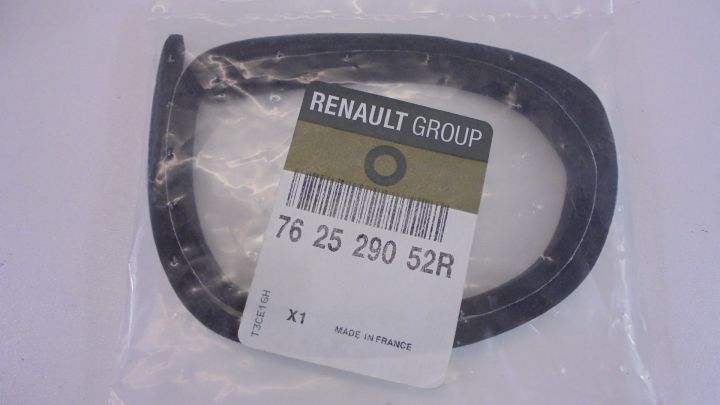 RENAULT GROUP
76 25 290 52R
X1
MADE IN FRANCE
T3CE16H